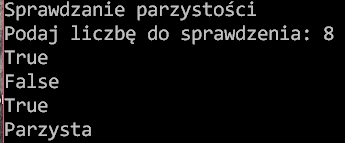 Sprawdzanie parzystości
Podaj liczbę do sprawdzenia: 8
True
False
True
Parzysta